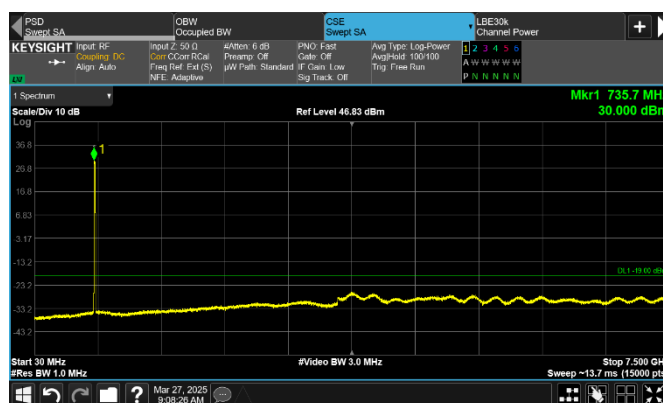 PSD
Swept SA
OBW
Occupied BW
CSE
Swept SA
LBE30k
Channel Power
KEYSIGHT
Input: RF
Coupling: DC
Align: Auto
Input Z: 50 Ω
Corr CCorr RCal
Freq Ref: Ext (S)
NFE: Adaptive
#Atten: 6 dB
Preamp: Off
µW Path: Standard
PNO: Fast
Gate: Off
IF Gain: Low
Sig Track: Off
Avg Type: Log-Power
Avg|Hold: 100/100
Trig: Free Run
1 2 3 4 5 6
A W W W W W
P N N N N N
1 Spectrum
Scale/Div 10 dB
Ref Level 46.83 dBm
Mkr1 735.7 MH
30.000 dBm
Log
36.8
26.8
16.8
6.83
-3.17
-13.2
-23.2
-33.2
-43.2
1
DL1 -19.00 dB
Start 30 MHz
#Res BW 1.0 MHz
#Video BW 3.0 MHz
Stop 7.500 GH
Sweep ~13.7 ms (15000 pts
Mar 27, 2025
9:08:26 AM